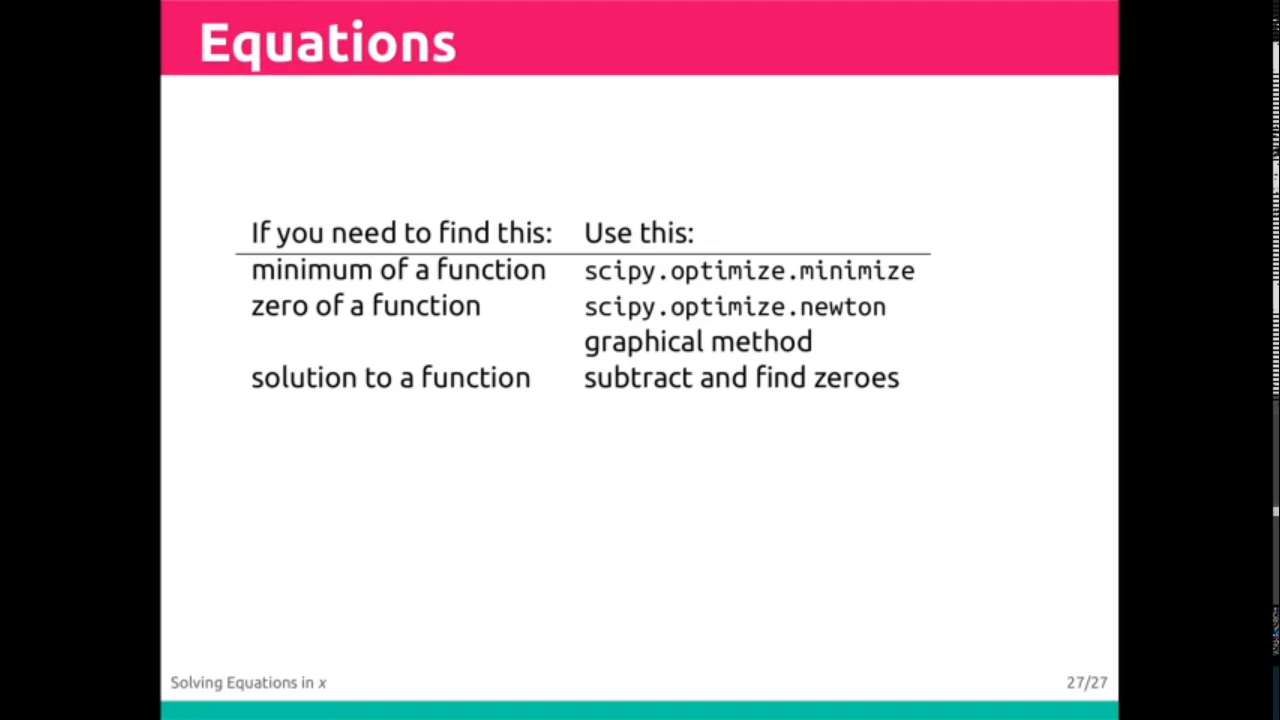 Equations
If you need to find this: Use this:
minimum of a function scipy.optimize.minimize
zero of a function scipy.optimize.newton
graphical method
solution to a function subtract and find zeroes
Solving Equations in x 27/27